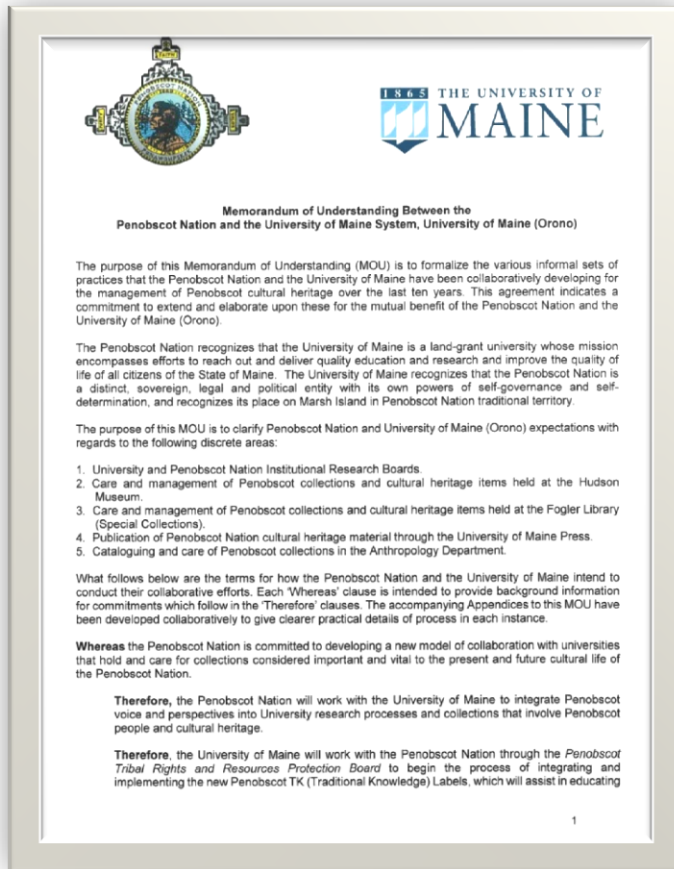 PENOBSCOT NATION
1865 THE UNIVERSITY OF
MAINE
Memorandum of Understanding Between the
Penobscot Nation and the University of Maine System, University of Maine (Orono)
The purpose of this Memorandum of Understanding (MOU) is to formalize the various informal sets of
practices that the Penobscot Nation and the University of Maine have been collaboratively developing for
the management of Penobscot cultural heritage over the last ten years. This agreement indicates a
commitment to extend and elaborate upon these for the mutual benefit of the Penobscot Nation and the
University of Maine (Orono).
The Penobscot Nation recognizes that the University of Maine is a land-grant university whose mission
encompasses efforts to reach out and deliver quality education and research and improve the quality of
life of all citizens of the State of Maine. The University of Maine recognizes that the Penobscot Nation is
a distinct, sovereign, legal and political entity with its own powers of self-governance and self-
determination, and recognizes its place on Marsh Island in Penobscot Nation traditional territory.
The purpose of this MOU is to clarify Penobscot Nation and University of Maine (Orono) expectations with
regards to the following discrete areas:
1. University and Penobscot Nation Institutional Research Boards.
2. Care and management of Penobscot collections and cultural heritage items held at the Hudson
Museum.
3. Care and management of Penobscot collections and cultural heritage items held at the Fogler Library
(Special Collections).
4. Publication of Penobscot Nation cultural heritage material through the University of Maine Press.
5. Cataloguing and care of Penobscot collections in the Anthropology Department.
What follows below are the terms for how the Penobscot Nation and the University of Maine intend to
conduct their collaborative efforts. Each 'Whereas' clause is intended to provide background information
for commitments which follow in the 'Therefore' clauses. The accompanying Appendices to this MOU have
been developed collaboratively to give clearer practical details of process in each instance.
Whereas the Penobscot Nation is committed to developing a new model of collaboration with universities
that hold and care for collections considered important and vital to the present and future cultural life of
the Penobscot Nation.
Therefore, the Penobscot Nation will work with the University of Maine to integrate Penobscot
voice and perspectives into University research processes and collections that involve Penobscot
people and cultural heritage.
Therefore, the University of Maine will work with the Penobscot Nation through the Penobscot
Tribal Rights and Resources Protection Board to begin the process of integrating and
implementing the new Penobscot TK (Traditional Knowledge) Labels, which will assist in educating
1